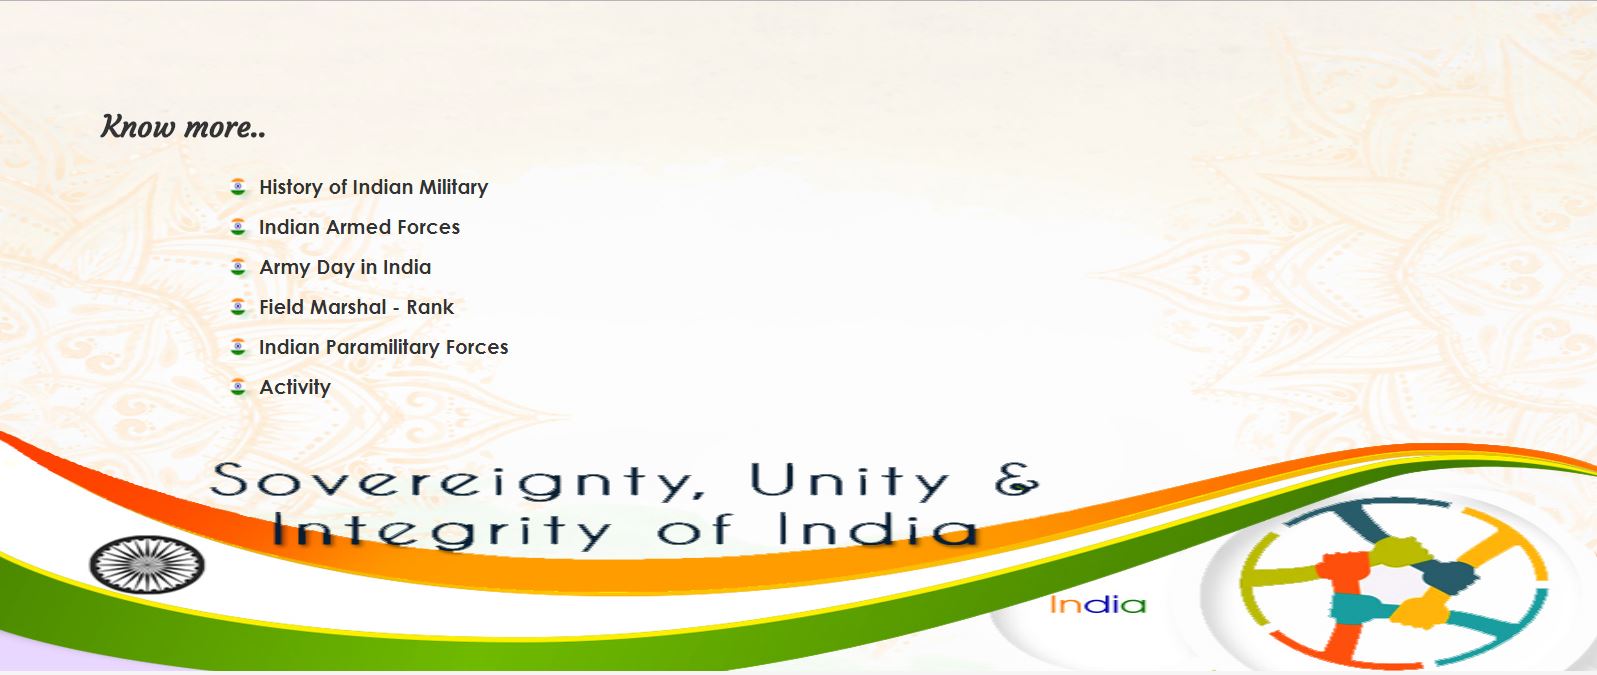 Know more..
History of Indian Military
Indian Armed Forces
Army Day in India
Field Marshal - Rank
Indian Paramilitary Forces
Activity
Sovereignty, Unity &
Integrity of India
India